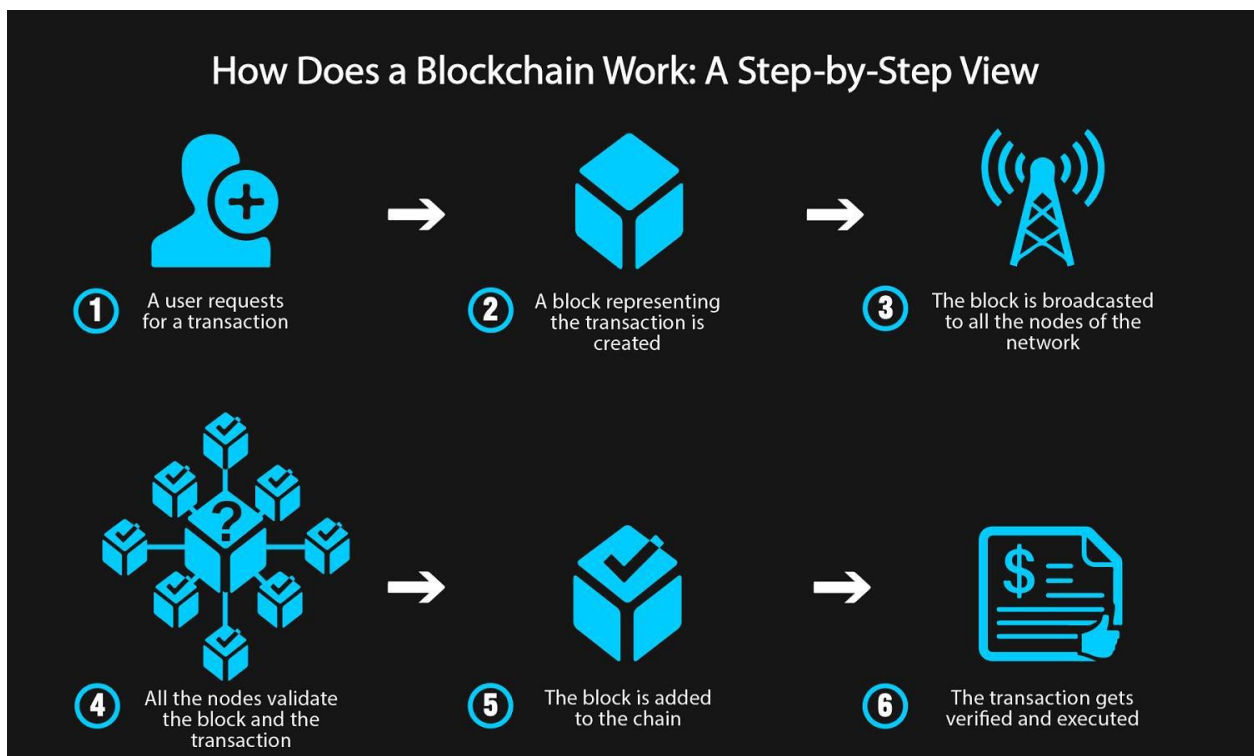 How Does a Blockchain Work: A Step-by-Step View
1
A user requests
for a transaction
2
A block representing
the transaction is
created
3
The block is broadcasted
to all the nodes of the
network
?
4
All the nodes validate
the block and the
transaction
5
The block is added
to the chain
$
6
The transaction gets
verified and executed